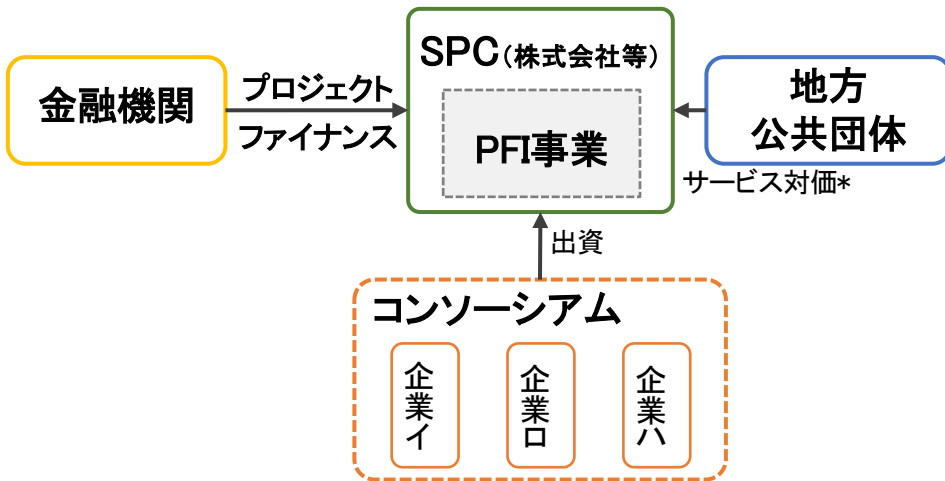 金融機関
プロジェクト
ファイナンス
SPC(株式会社等)
PFI事業
地方
公共団体
サービス対価*
出資
コンソーシアム
企業イ
企業ロ
企業ハ